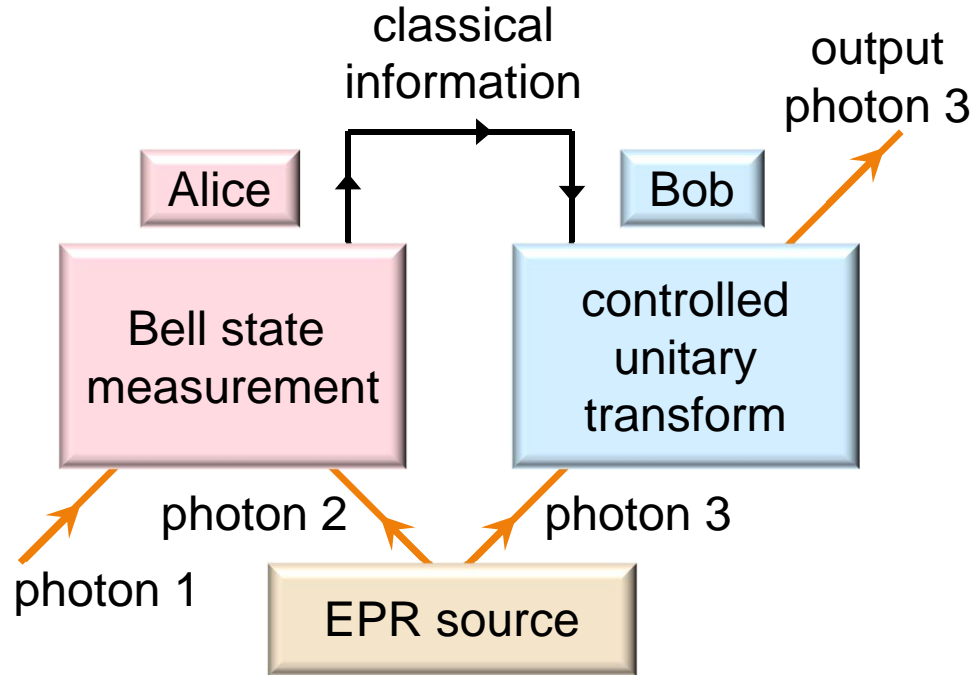 classical
information
output
photon 3
Alice
Bob
Bell state
measurement
controlled
unitary
transform
photon 2
photon 3
photon 1
EPR source